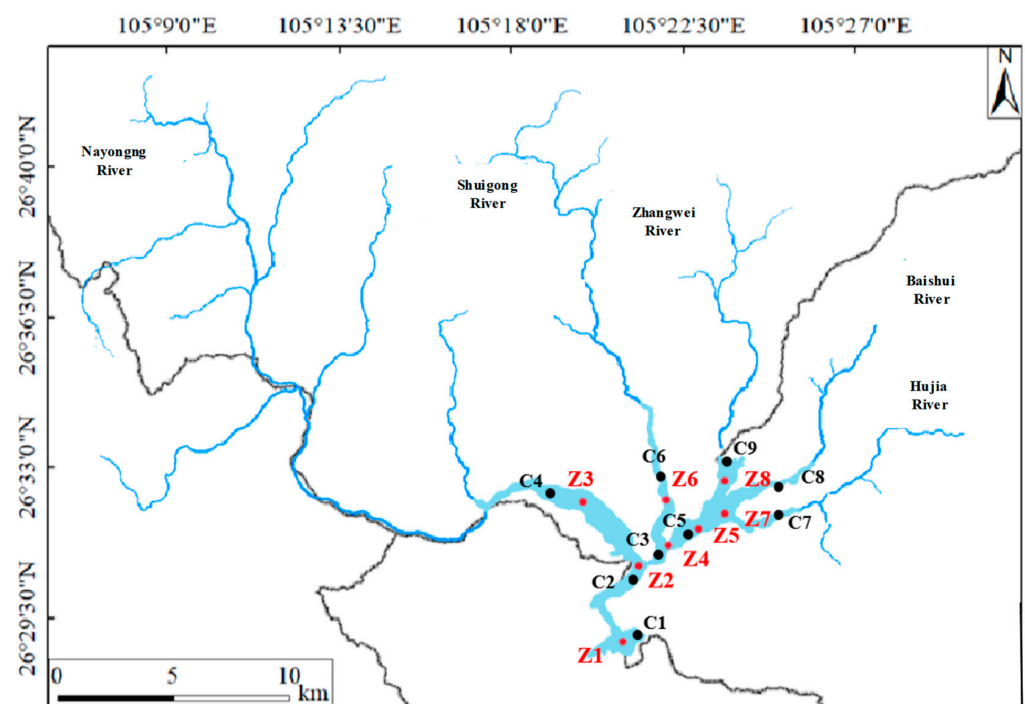 105°9'0"E
105°13'30"E
105°18'0"E
105°22'30"E
105°27'0"E
N
26°40'0"N
26°36'30"N
26°33'0"N
26°29'30"N
Nayongng
River
Shuigong
River
Zhangwei
River
Baishui
River
Hujia
River
C9
C6
Z6
Z8
C8
C4
Z3
C5
Z7
C7
C3
Z5
Z4
C2
Z2
C1
Z1
0
5
10
km